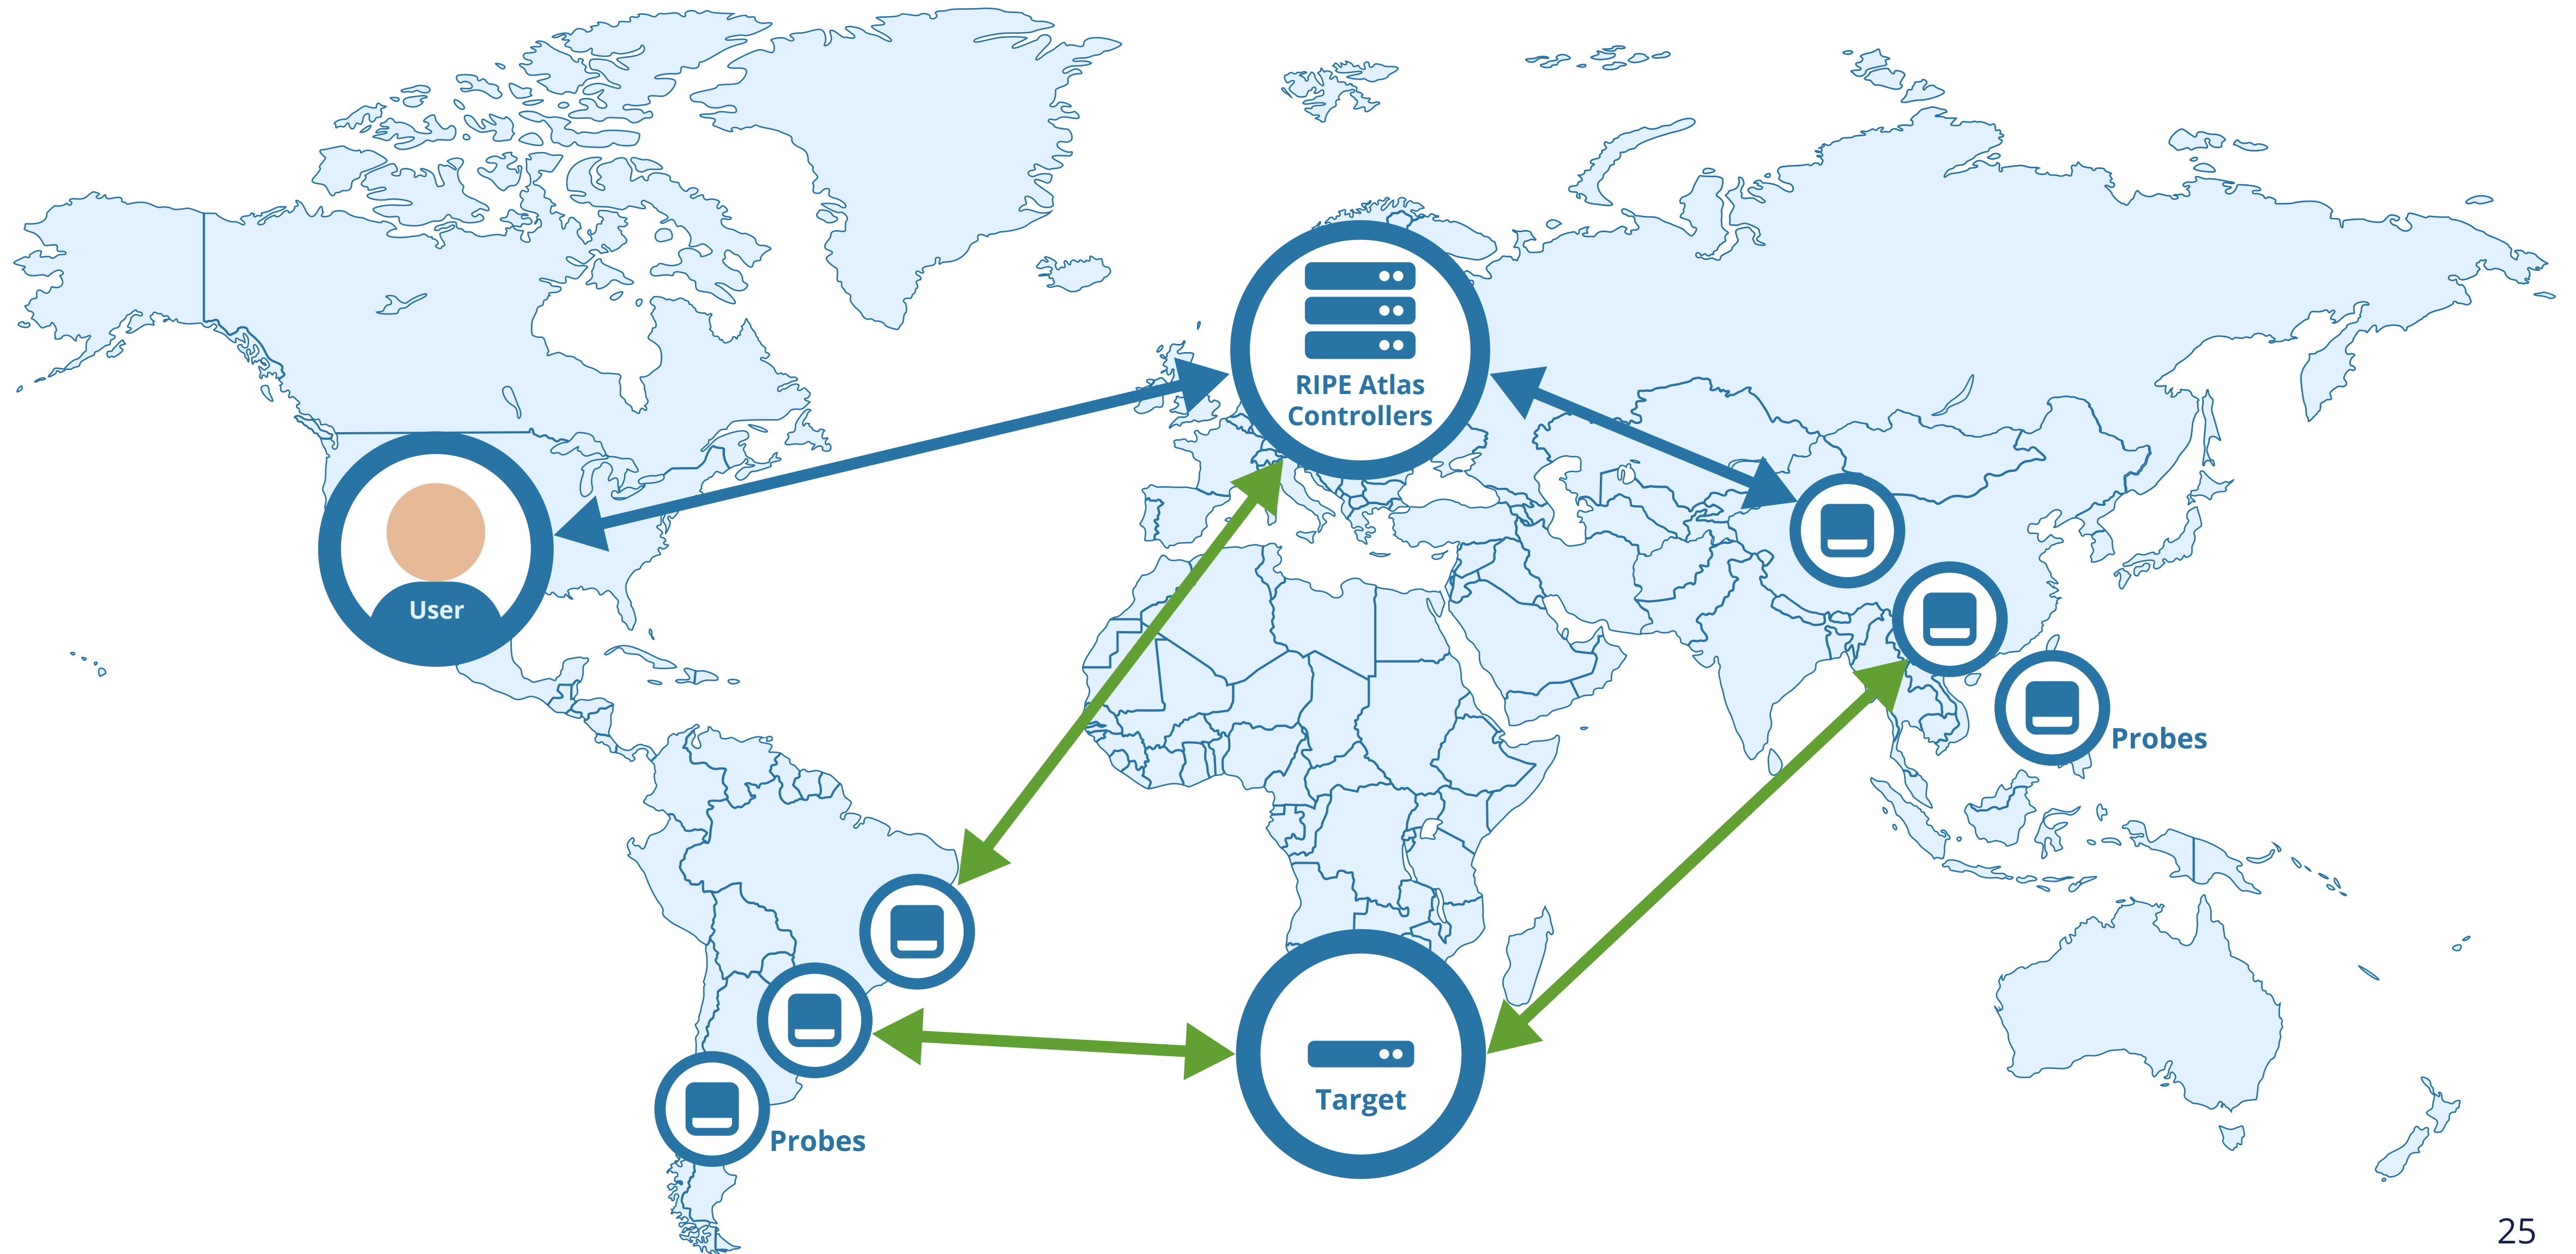 RIPE Atlas
Controllers
User
Probes
Target
Probes
25